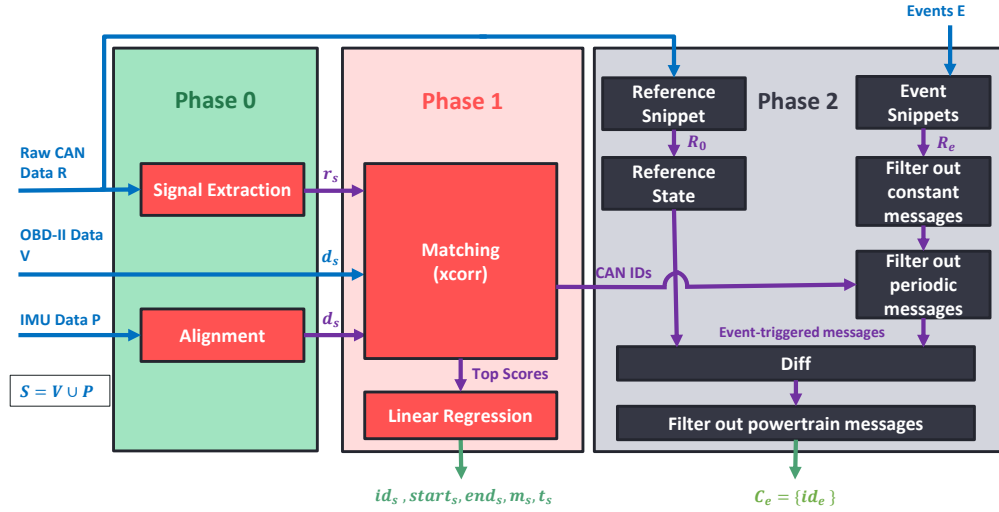 Events E
Phase 0
Phase 1
Phase 2
Reference
Snippet
Event
Snippets
R₀
Rₑ
Raw CAN
Data R
Signal Extraction
rₛ
Reference
State
Filter out
constant
messages
OBD-II Data
V
dₛ
Matching
(xcorr)
CAN IDs
Filter out
periodic
messages
IMU Data P
Alignment
dₛ
Event-triggered messages
Diff
S = V ∪ P
Top Scores
Linear Regression
Filter out powertrain messages
idₛ, startₛ, endₛ, mₛ, tₛ
Cₑ = {idₑ}